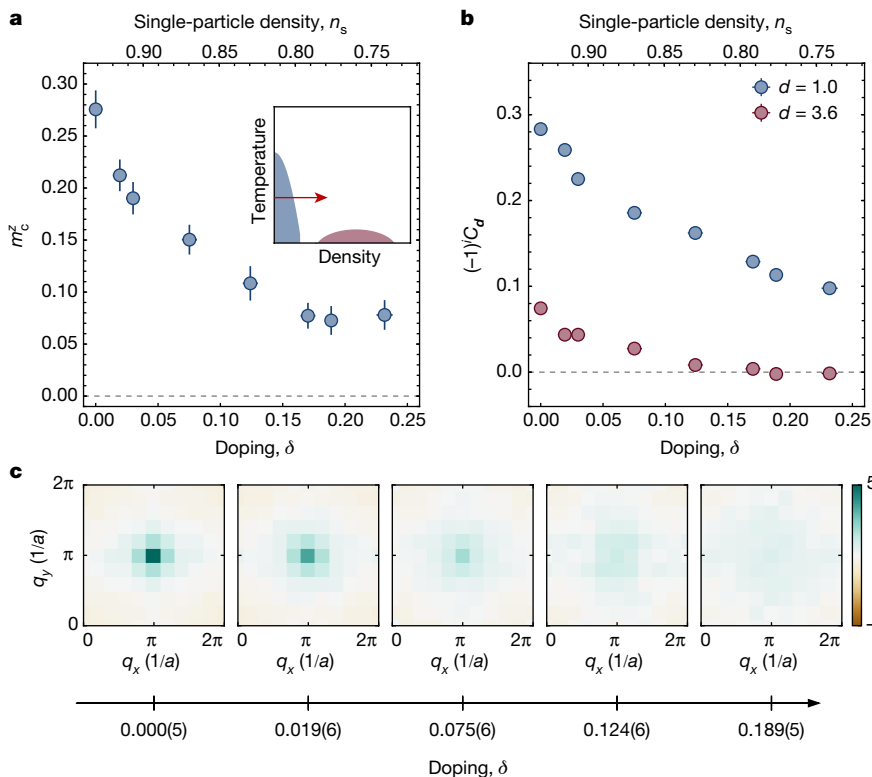 a
Single-particle density, nₛ
0.90 0.85 0.80 0.75
0.30
0.25
0.20
0.15
0.10
0.05
0.00
m_c^z
Temperature
Density
0.00 0.05 0.10 0.15 0.20 0.25
Doping, δ
b
Single-particle density, nₛ
0.90 0.85 0.80 0.75
d = 1.0
d = 3.6
0.3
0.2
0.1
0.0
(−1)^i C_d
0.00 0.05 0.10 0.15 0.20 0.25
Doping, δ
c
2π
π
0
q_y (1/a)
0 π 2π
0 π 2π
0 π 2π
0 π 2π
0 π 2π
q_x (1/a) q_x (1/a) q_x (1/a) q_x (1/a) q_x (1/a)
5
0.000(5) 0.019(6) 0.075(6) 0.124(6) 0.189(5)
Doping, δ